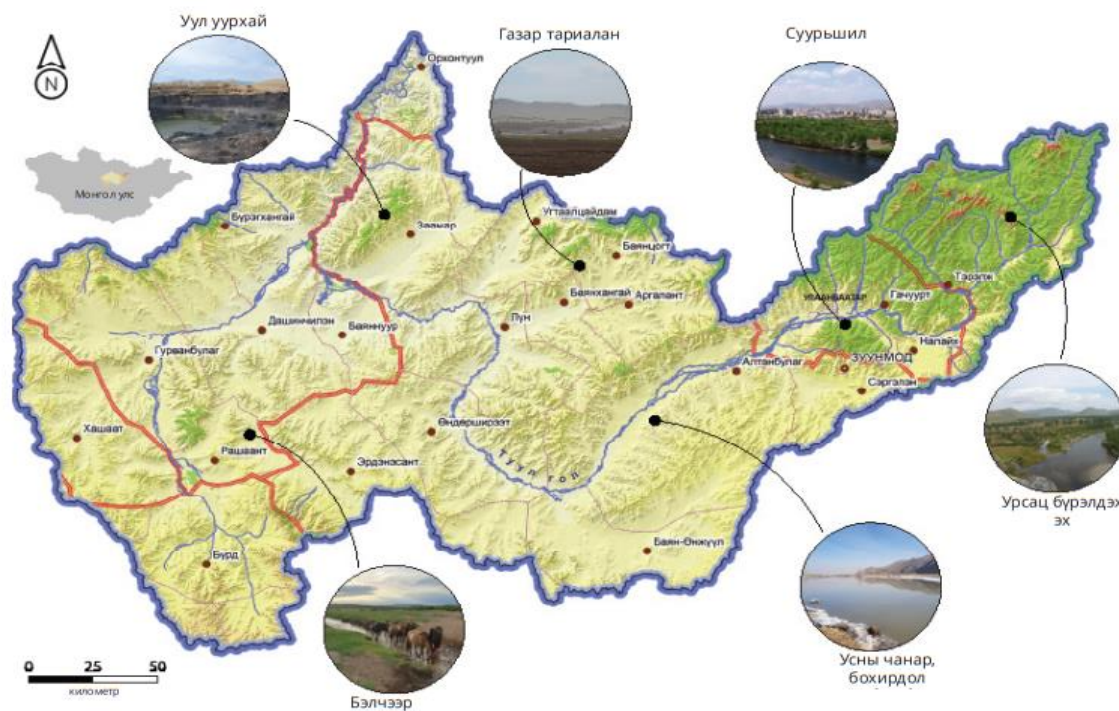 Уул уурхай
Газар тариалан
Суурьшил
N
Орхонтуул
Монгол улс
Бүрэгхангай
Заамар
Угтаалцайдам
Баянцогт
Тэрэлж
УЛААНБААТАР
Гачуурт
Баянхангай
Аргалант
Дашинчилэн
Баяннуур
Лүн
Гурванбулаг
Налайх
Алтанбулаг
ЗУУНМОД
Сэргэлэн
Хашаат
Өндөрширээт
Рашаант
Эрдэнэсант
Туул гол
Урсац бүрэлдэх
эх
Бүрд
Баян-Өнжүүл
0 25 50
километр
Бэлчээр
Усны чанар,
бохирдол